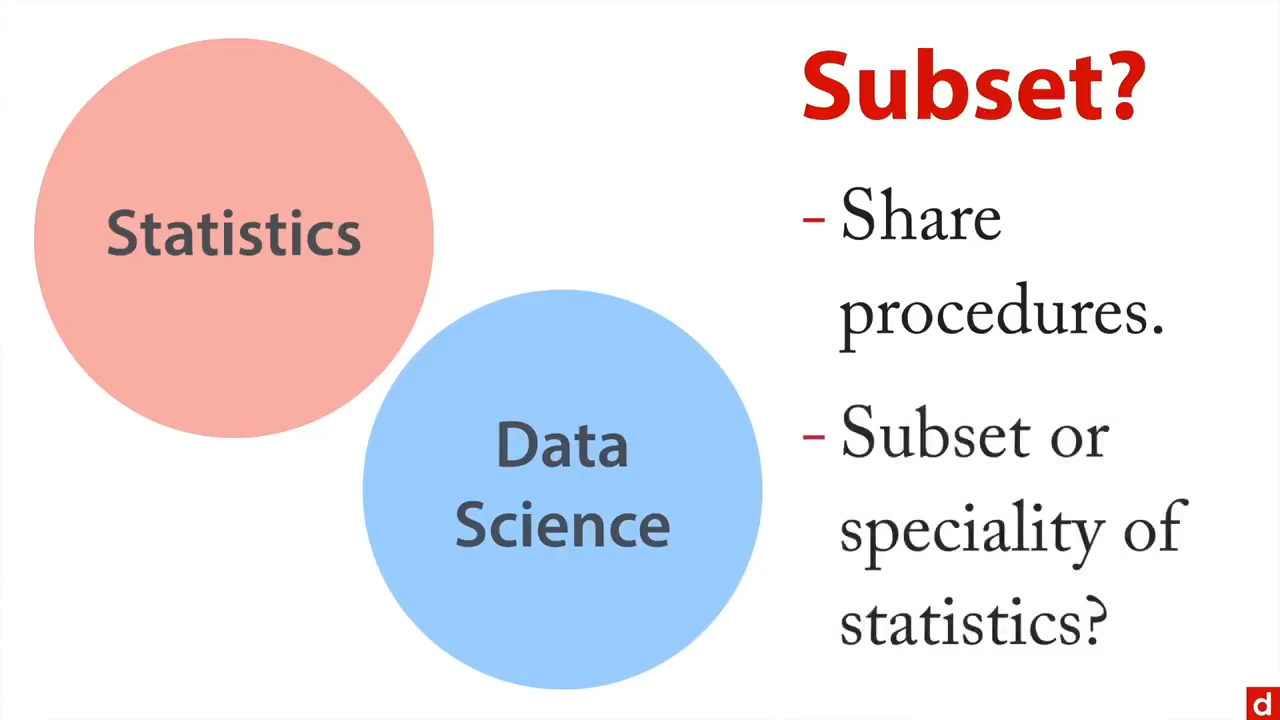 Subset?
Statistics
Data
Science
- Share
procedures.
- Subset or
speciality of
statistics?
d